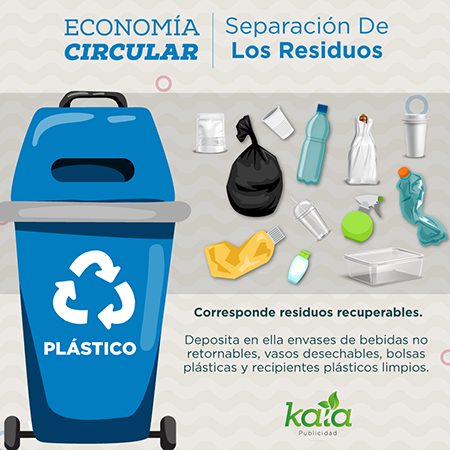 ECONOMÍA
CIRCULAR
Separación De
Los Residuos
PLÁSTICO
Corresponde residuos recuperables.
Deposita en ella envases de bebidas no
retornables, vasos desechables, bolsas
plásticas y recipientes plásticos limpios.
kaia
Publicidad